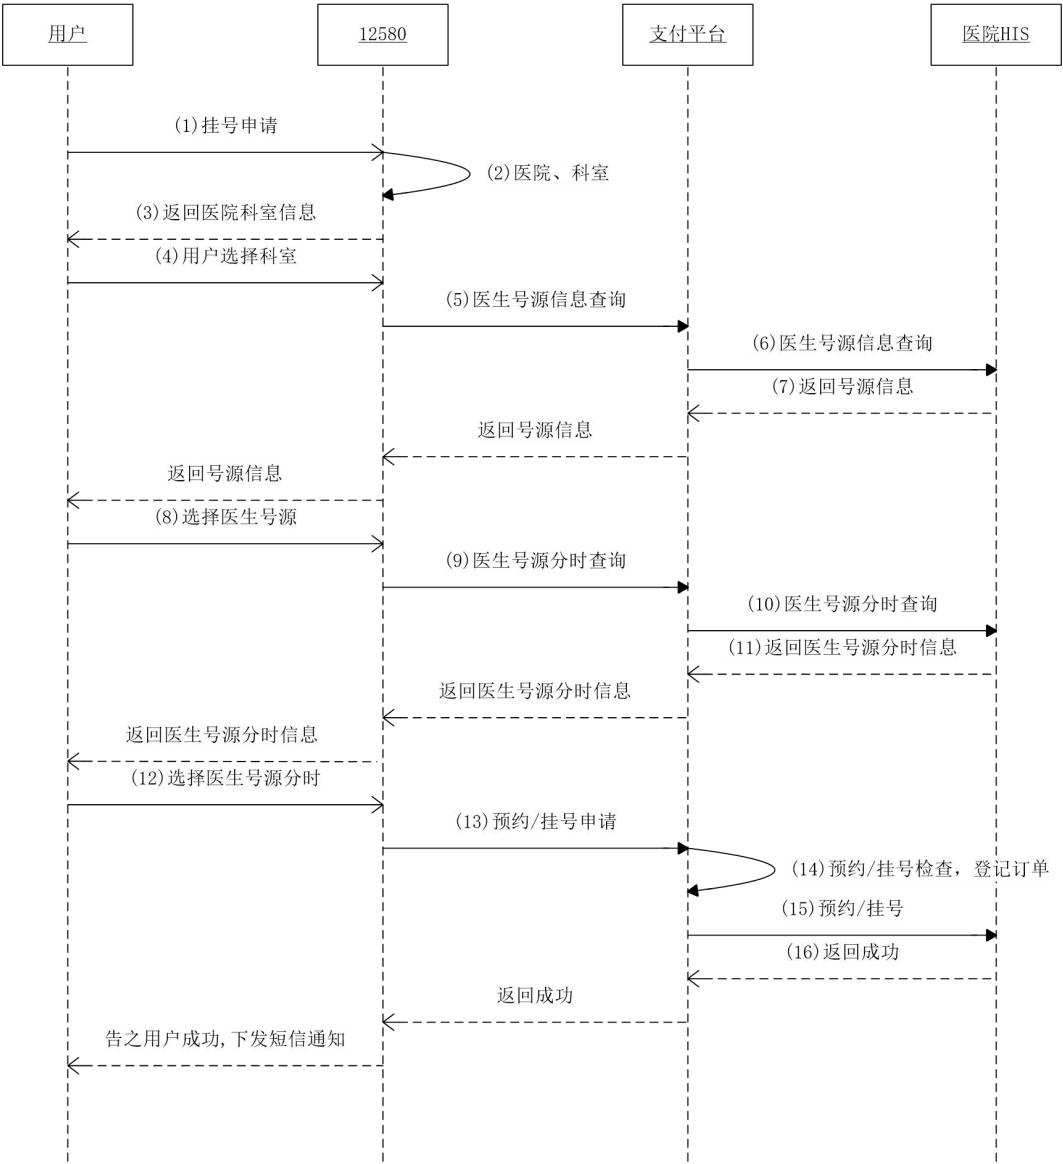 用户
12580
支付平台
医院HIS
(1)挂号申请
(2)医院、科室
(3)返回医院科室信息
(4)用户选择科室
(5)医生号源信息查询
(6)医生号源信息查询
(7)返回号源信息
返回号源信息
返回号源信息
(8)选择医生号源
(9)医生号源分时查询
(10)医生号源分时查询
(11)返回医生号源分时信息
返回医生号源分时信息
返回医生号源分时信息
(12)选择医生号源分时
(13)预约/挂号申请
(14)预约/挂号检查，登记订单
(15)预约/挂号
(16)返回成功
返回成功
告之用户成功,下发短信通知